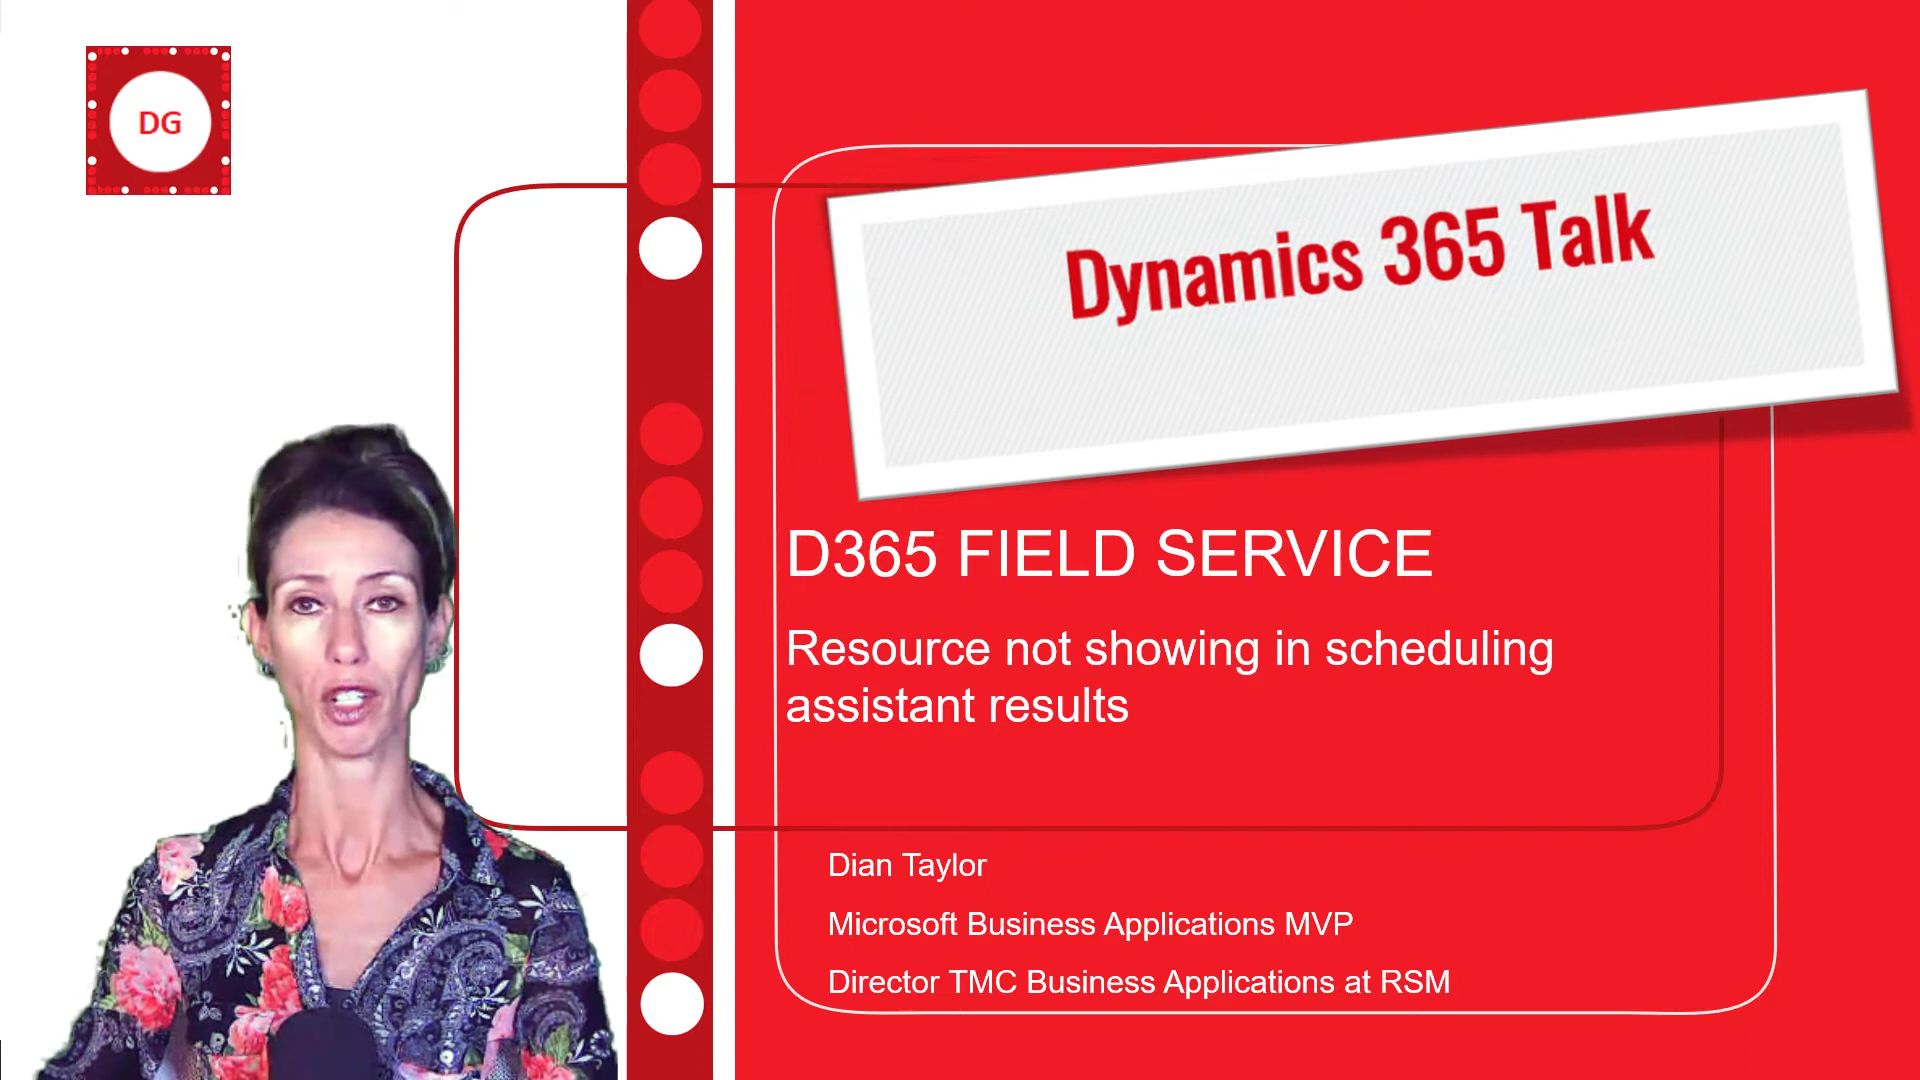 DG
Dynamics 365 Talk
D365 FIELD SERVICE
Resource not showing in scheduling
assistant results
Dian Taylor
Microsoft Business Applications MVP
Director TMC Business Applications at RSM